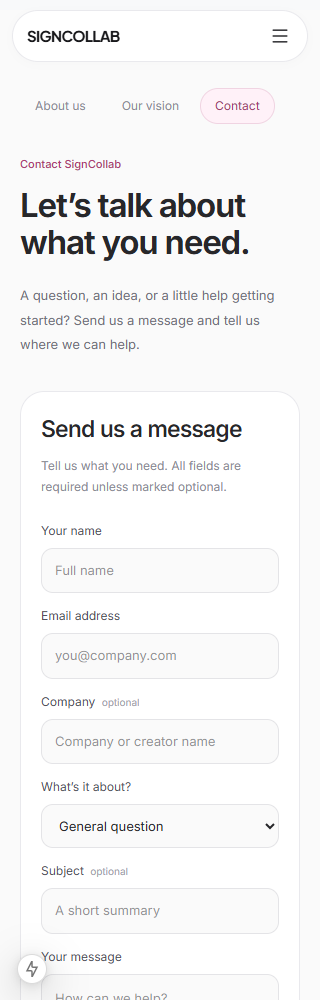 SIGNCOLLAB
About us
Our vision
Contact
Contact SignCollab
Let’s talk about
what you need.
A question, an idea, or a little help getting
started? Send us a message and tell us
where we can help.
Send us a message
Tell us what you need. All fields are
required unless marked optional.
Your name
Full name
Email address
you@company.com
Company optional
Company or creator name
What’s it about?
General question
Subject optional
A short summary
Your message
How can we help?